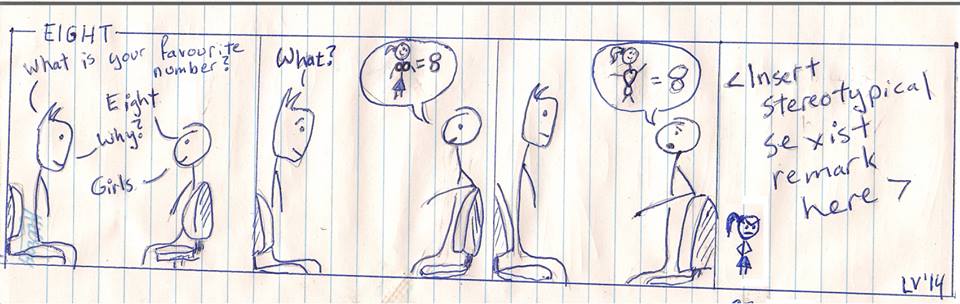 EIGHT
What is your favourite
number?
Eight
Why?
Girls.
What?
=8
=8
<Insert
stereotypical
sexist
remark
here>
LV'14